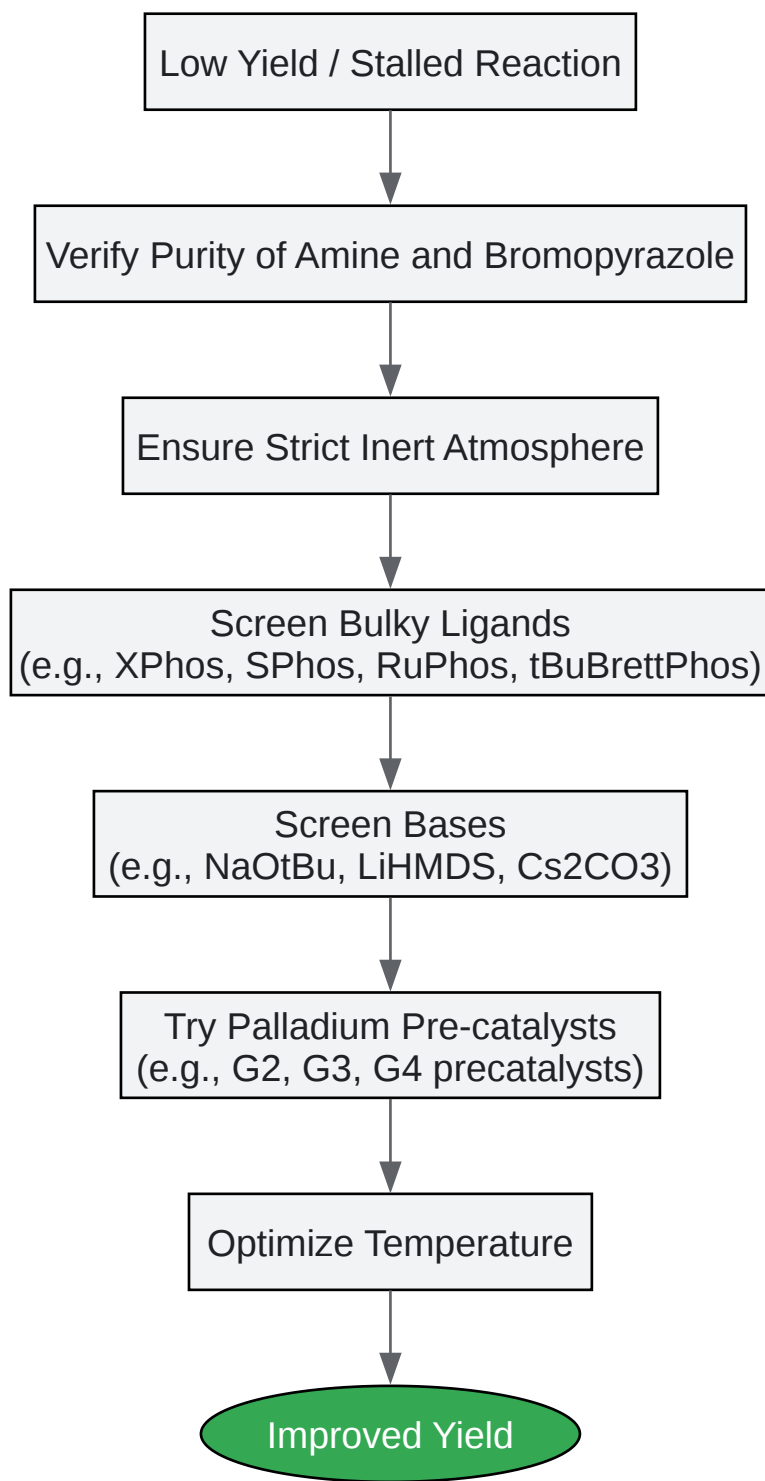 Low Yield / Stalled Reaction
Verify Purity of Amine and Bromopyrazole
Ensure Strict Inert Atmosphere
Screen Bulky Ligands
(e.g., XPhos, SPhos, RuPhos, tBuBrettPhos)
Screen Bases
(e.g., NaOtBu, LiHMDS, Cs2CO3)
Try Palladium Pre-catalysts
(e.g., G2, G3, G4 precatalysts)
Optimize Temperature
Improved Yield